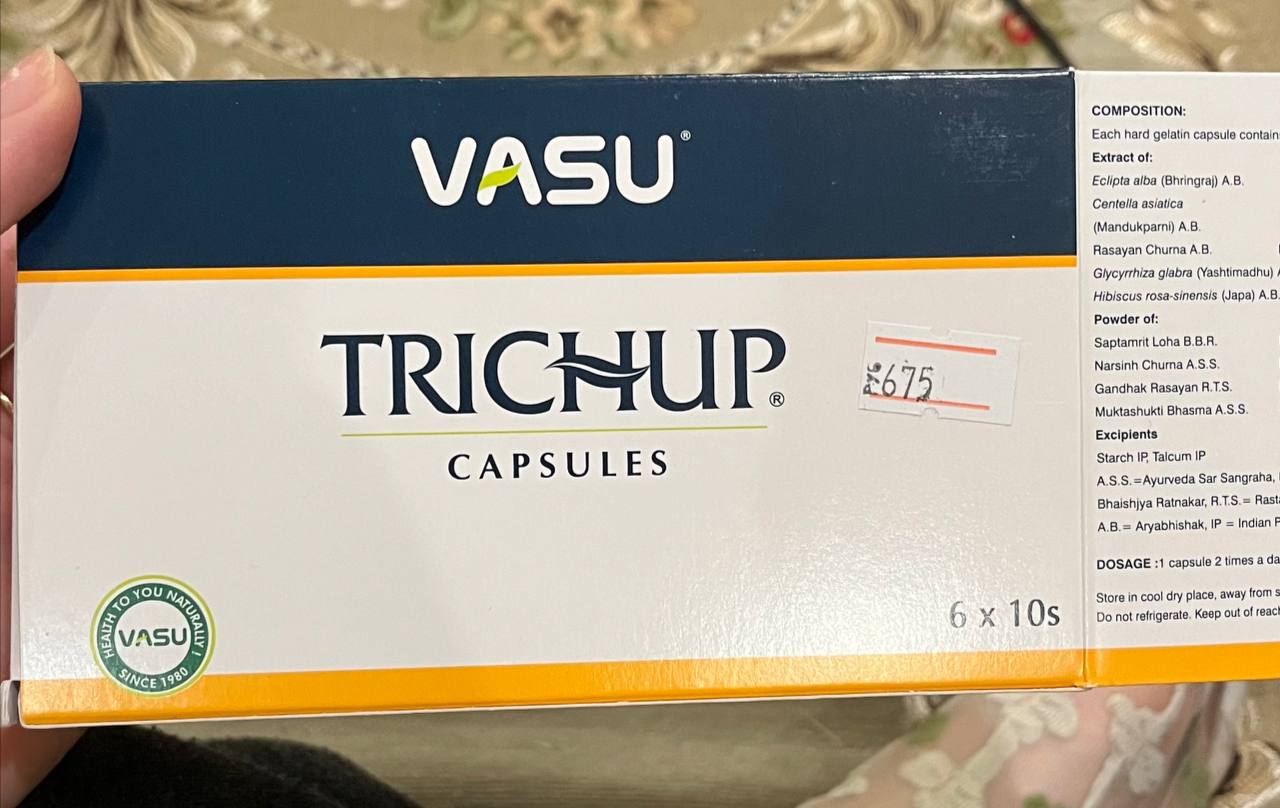 VASU®
TRICHUP®
CAPSULES
675
HEALTH TO YOU NATURALLY !
VASU
SINCE 1980
6 x 10s
COMPOSITION:
Each hard gelatin capsule contain
Extract of:
Eclipta alba (Bhringraj) A.B.
Centella asiatica
(Mandukparni) A.B.
Rasayan Churna A.B.
Glycyrrhiza glabra (Yashtimadhu)
Hibiscus rosa-sinensis (Japa) A.B.
Powder of:
Saptamrit Loha B.B.R.
Narsinh Churna A.S.S.
Gandhak Rasayan R.T.S.
Muktashukti Bhasma A.S.S.
Excipients
Starch IP, Talcum IP
A.S.S.=Ayurveda Sar Sangraha,
Bhaishjya Ratnakar, R.T.S.= Rast
A.B.= Aryabhishak, IP = Indian P
DOSAGE :1 capsule 2 times a da
Store in cool dry place, away from s
Do not refrigerate. Keep out of reach